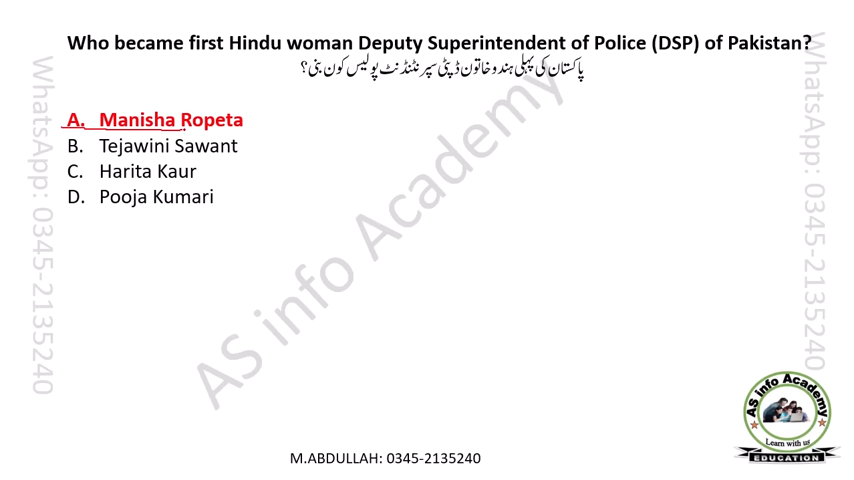 Who became first Hindu woman Deputy Superintendent of Police (DSP) of Pakistan?
پاکستان کی پہلی ہندو خاتون ڈپٹی سپرنٹنڈنٹ پولیس کون بنی؟
A. Manisha Ropeta
B. Tejawini Sawant
C. Harita Kaur
D. Pooja Kumari
WhatsApp: 0345-2135240
AS info Academy
WhatsApp: 0345-2135240
AS info Academy
Learn with us
EDUCATION
M.ABDULLAH: 0345-2135240